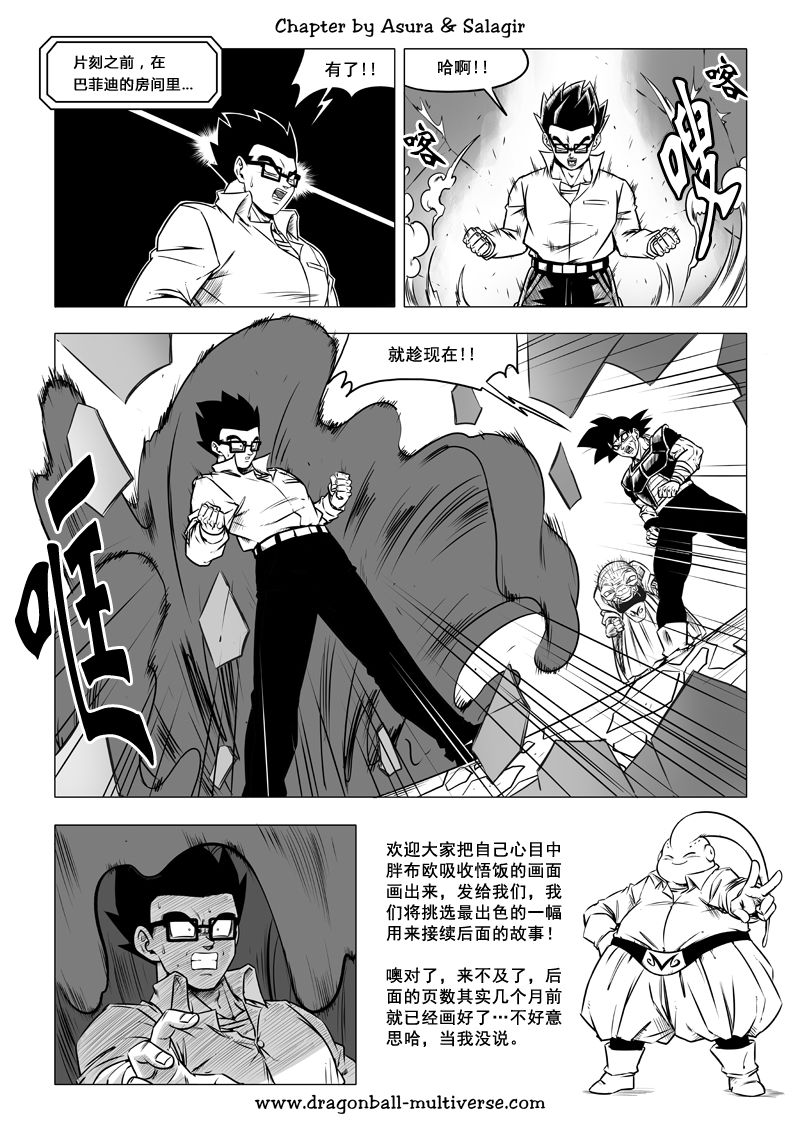 Chapter by Asura & Salagir
片刻之前，在
巴菲迪的房间里...
有了!!
哈啊!!
喀
喀
嗖
就趁现在!!
欢迎大家把自己心目中
胖布欧吸收悟饭的画面
画出来，发给我们，我
们将挑选最出色的一幅
用来接续后面的故事！
噢对了，来不及了，后
面的页数其实几个月前
就已经画好了…不好意
思哈，当我没说。
www.dragonball-multiverse.com